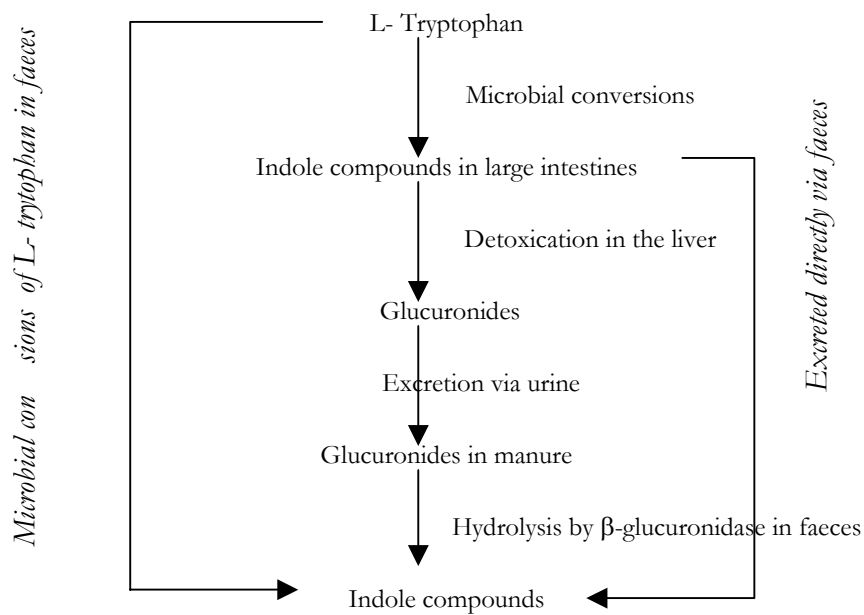 L- Tryptophan
Microbial conversions
Indole compounds in large intestines
Detoxication in the liver
Glucuronides
Excretion via urine
Glucuronides in manure
Hydrolysis by β-glucuronidase in faeces
Indole compounds
Microbial con sions of L- trytophan in faeces
Excreted directly via faeces